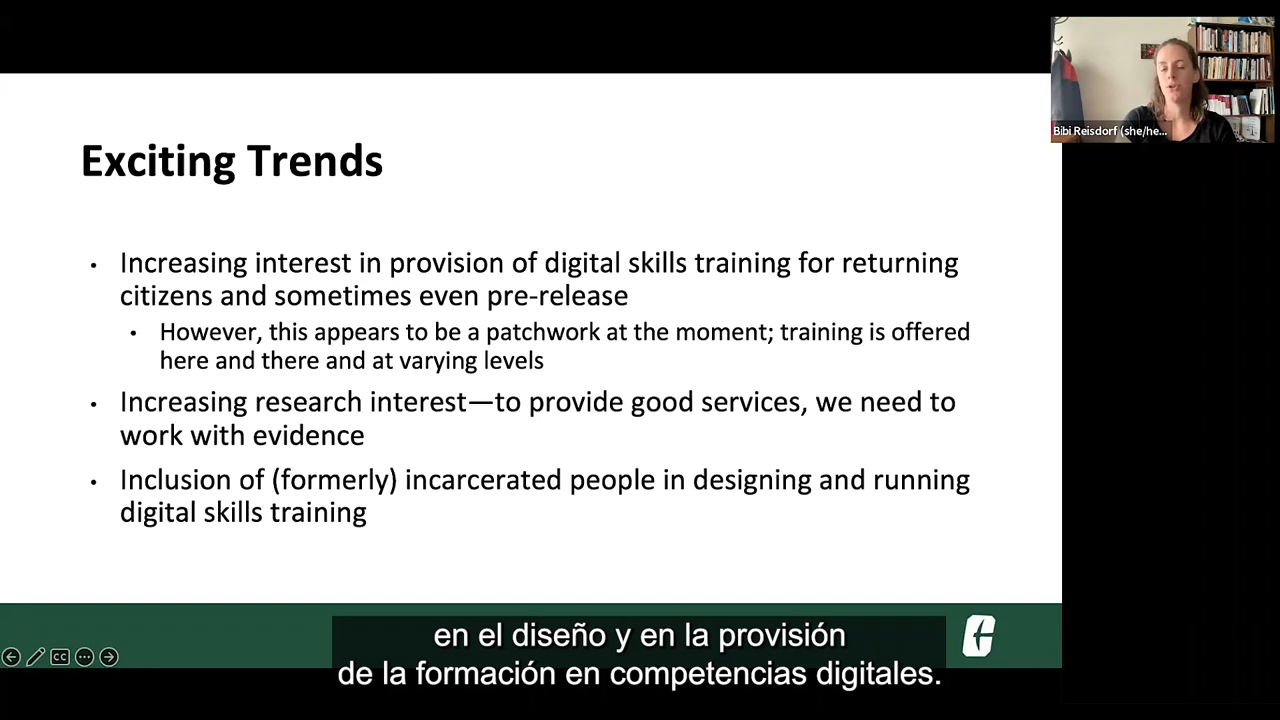 Exciting Trends
• Increasing interest in provision of digital skills training for returning
citizens and sometimes even pre-release
• However, this appears to be a patchwork at the moment; training is offered
here and there and at varying levels
• Increasing research interest—to provide good services, we need to
work with evidence
• Inclusion of (formerly) incarcerated people in designing and running
digital skills training
Bibi Reisdorf (she/he...
CC
en el diseño y en la provisión
de la formación en competencias digitales.